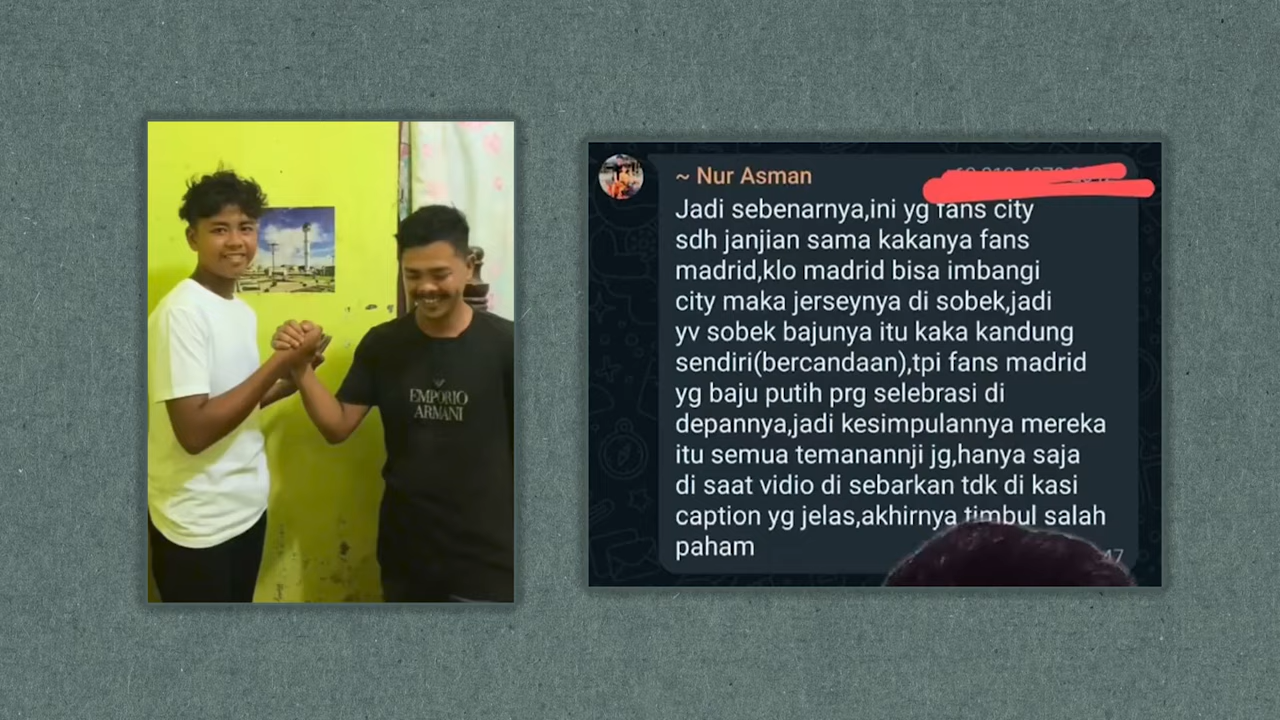 EMPORIO
ARMANI
~ Nur Asman
Jadi sebenarnya,ini yg fans city
sdh janjian sama kakanya fans
madrid,klo madrid bisa imbangi
city maka jerseynya di sobek,jadi
yv sobek bajunya itu kaka kandung
sendiri(bercandaan),tpi fans madrid
yg baju putih prg selebrasi di
depannya,jadi kesimpulannya mereka
itu semua temanannji jg,hanya saja
di saat vidio di sebarkan tdk di kasi
caption yg jelas,akhirnya timbul salah
paham
47